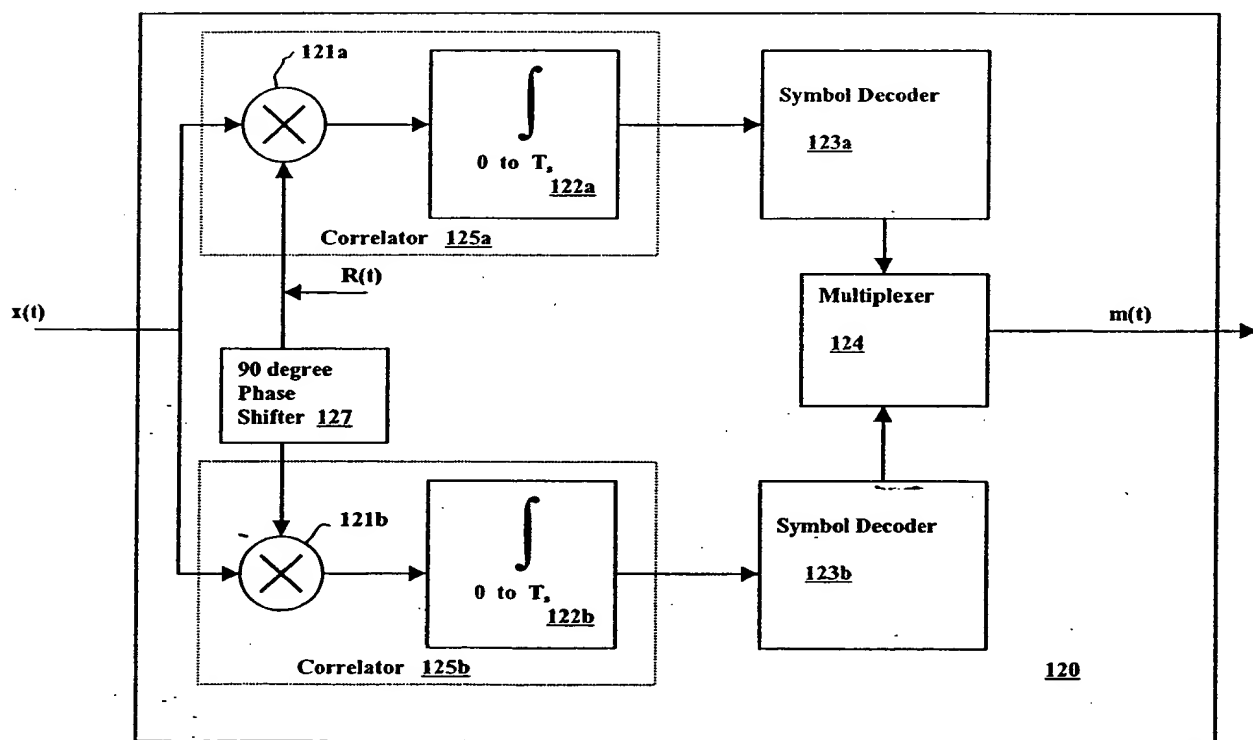 121a
∫
0 to Ts
122a
Correlator 125a
Symbol Decoder
123a
R(t)
x(t)
Multiplexer
124
m(t)
90 degree
Phase
Shifter 127
121b
∫
0 to Ts
122b
Correlator 125b
Symbol Decoder
123b
120